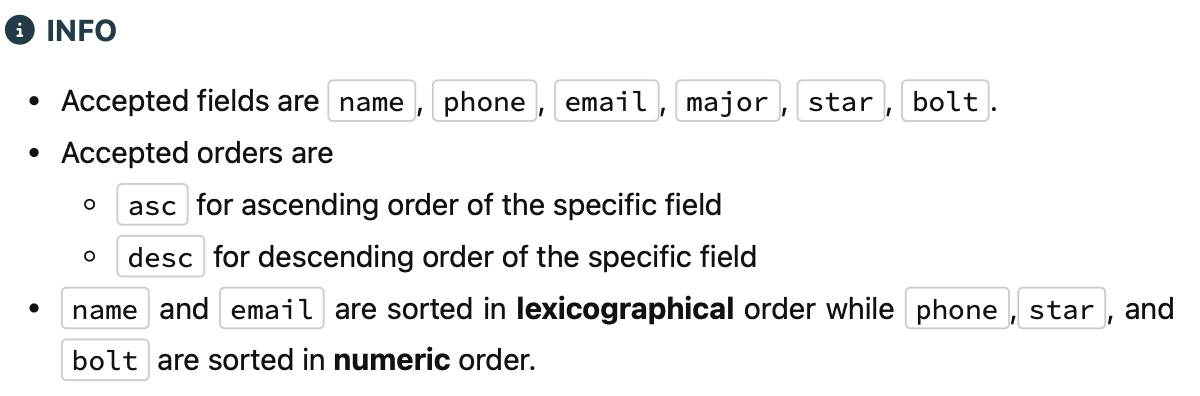 INFO
• Accepted fields are name, phone, email, major, star, bolt.
• Accepted orders are
◦ asc for ascending order of the specific field
◦ desc for descending order of the specific field
• name and email are sorted in lexicographical order while phone, star, and
bolt are sorted in numeric order.